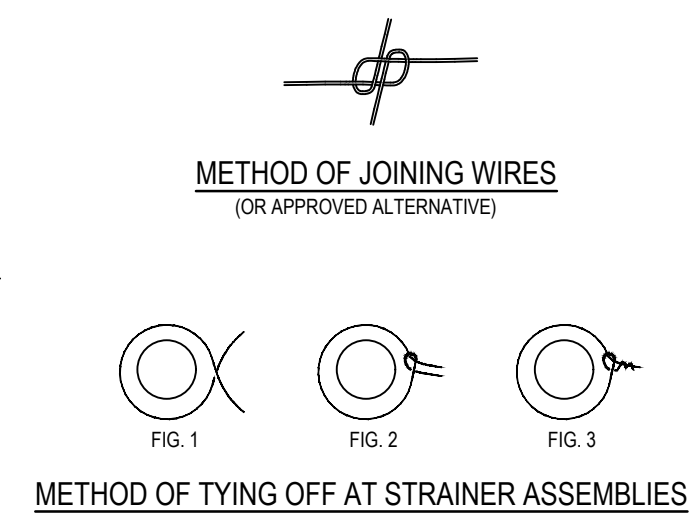 METHOD OF JOINING WIRES
(OR APPROVED ALTERNATIVE)
FIG. 1
FIG. 2
FIG. 3
METHOD OF TYING OFF AT STRAINER ASSEMBLIES